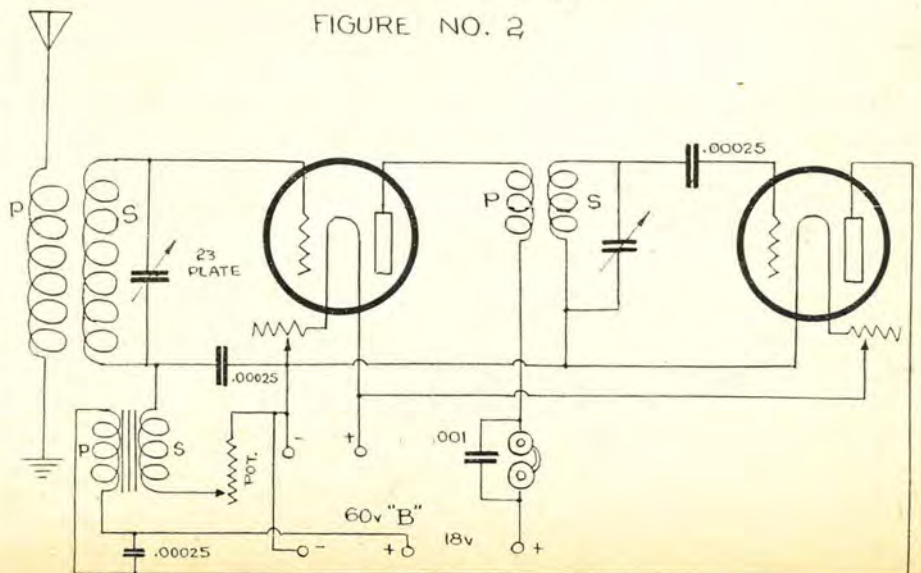 FIGURE NO. 2
P
S
23
PLATE
.00025
P
S
.00025
P
S
POT.
-
+
.001
60v "B"
18v
.00025
-
+
+